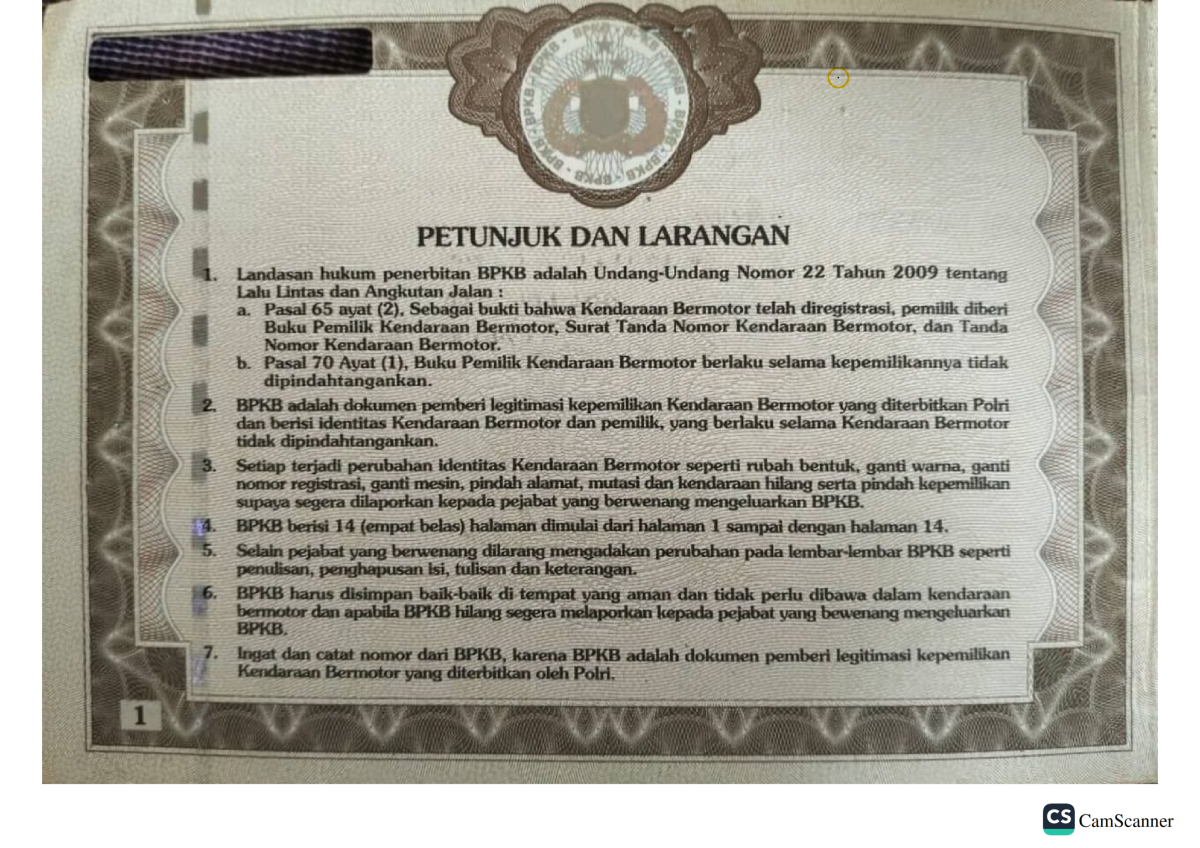 PETUNJUK DAN LARANGAN
1. Landasan hukum penerbitan BPKB adalah Undang-Undang Nomor 22 Tahun 2009 tentang
Lalu Lintas dan Angkutan Jalan :
a. Pasal 65 ayat (2), Sebagai bukti bahwa Kendaraan Bermotor telah diregistrasi, pemilik diberi
Buku Pemilik Kendaraan Bermotor, Surat Tanda Nomor Kendaraan Bermotor, dan Tanda
Nomor Kendaraan Bermotor.
b. Pasal 70 Ayat (1), Buku Pemilik Kendaraan Bermotor berlaku selama kepemilikannya tidak
dipindahtangankan.
2. BPKB adalah dokumen pemberi legitimasi kepemilikan Kendaraan Bermotor yang diterbitkan Polri
dan berisi identitas Kendaraan Bermotor dan pemilik, yang berlaku selama Kendaraan Bermotor
tidak dipindahtangankan.
3. Setiap terjadi perubahan identitas Kendaraan Bermotor seperti rubah bentuk, ganti warna, ganti
nomor registrasi, ganti mesin, pindah alamat, mutasi dan kendaraan hilang serta pindah kepemilikan
supaya segera dilaporkan kepada pejabat yang berwenang mengeluarkan BPKB.
4. BPKB berisi 14 (empat belas) halaman dimulai dari halaman 1 sampai dengan halaman 14.
5. Selain pejabat yang berwenang dilarang mengadakan perubahan pada lembar-lembar BPKB seperti
penulisan, penghapusan isi, tulisan dan keterangan.
6. BPKB harus disimpan baik-baik di tempat yang aman dan tidak perlu dibawa dalam kendaraan
bermotor dan apabila BPKB hilang segera melaporkan kepada pejabat yang bewenang mengeluarkan
BPKB.
7. Ingat dan catat nomor dari BPKB, karena BPKB adalah dokumen pemberi legitimasi kepemilikan
Kendaraan Bermotor yang diterbitkan oleh Polri.
1
CS CamScanner